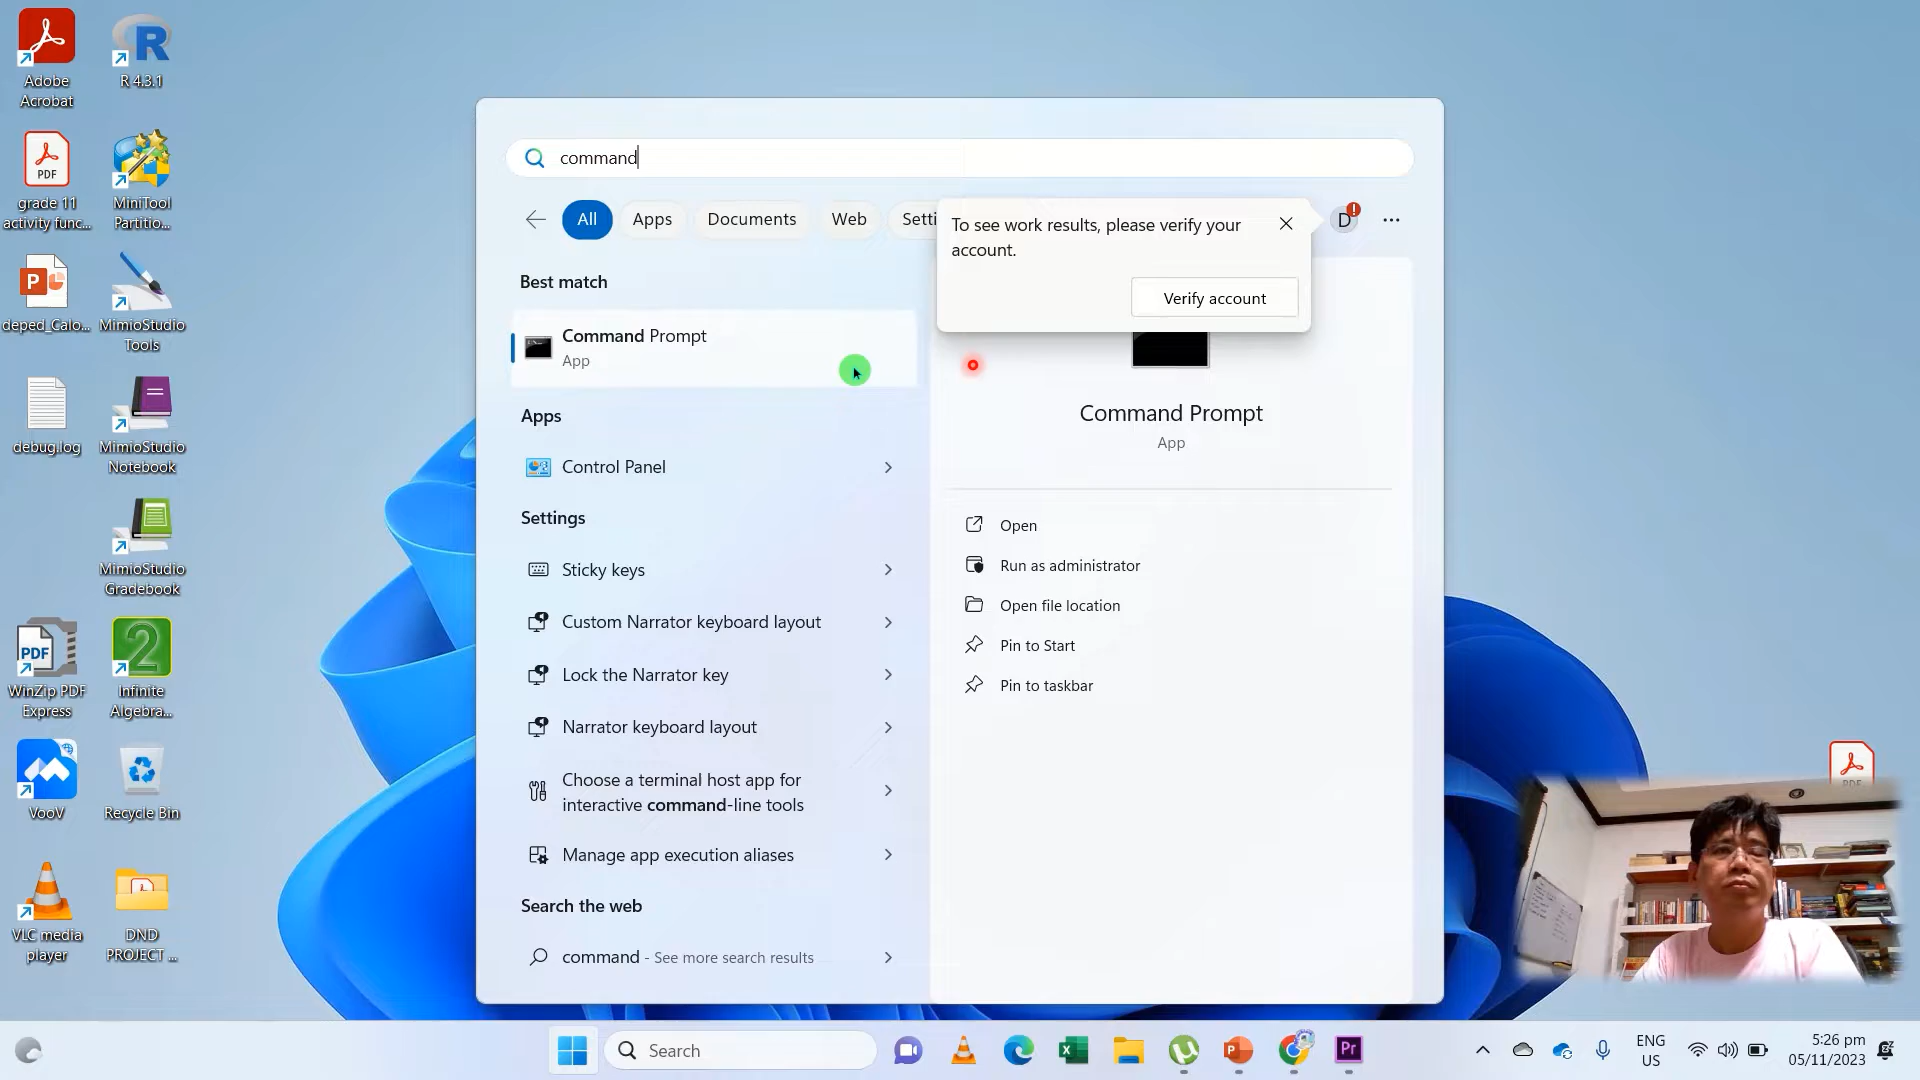 Adobe
Acrobat
R 4.3.1
PDF
grade 11
activity func...
MiniTool
Partitio...
P
deped_Calo...
MimioStudio
Tools
debug.log
MimioStudio
Notebook
MimioStudio
Gradebook
PDF
WinZip PDF
Express
2
Infinite
Algebra...
VooV
Recycle Bin
VLC media
player
DND
PROJECT ...
command
All
Apps
Documents
Web
Setti
D
To see work results, please verify your
account.
Verify account
Best match
Command Prompt
App
Apps
Control Panel
Settings
Sticky keys
Custom Narrator keyboard layout
Lock the Narrator key
Narrator keyboard layout
Choose a terminal host app for
interactive command-line tools
Manage app execution aliases
Search the web
command - See more search results
Command Prompt
App
Open
Run as administrator
Open file location
Pin to Start
Pin to taskbar
Search
Pr
ENG
US
5:26 pm
05/11/2023